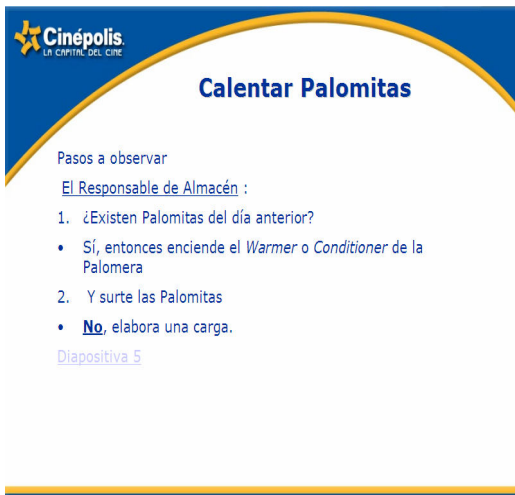 Cinépolis.
LA CAPITAL DEL CINE
Calentar Palomitas
Pasos a observar
El Responsable de Almacén :
1. ¿Existen Palomitas del día anterior?
• Sí, entonces enciende el Warmer o Conditioner de la
Palomera
2. Y surte las Palomitas
• No, elabora una carga.
Diapositiva 5